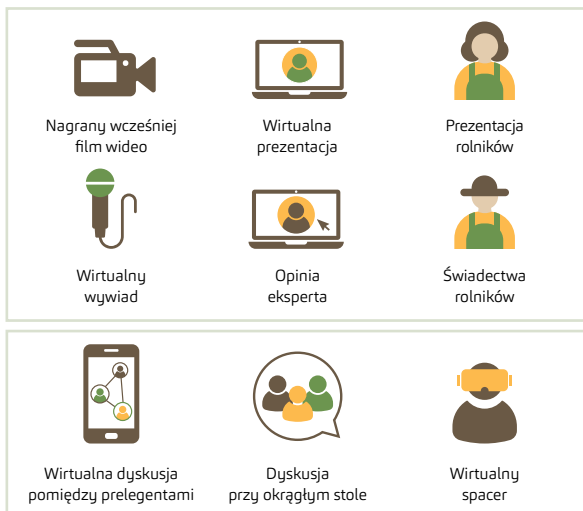 Nagrany wcześniej
film wideo
Wirtualna
prezentacja
Prezentacja
rolników
Wirtualny
wywiad
Opinia
eksperta
Świadectwa
rolników
Wirtualna dyskusja
pomiędzy prelegentami
Dyskusja
przy okrągłym stole
Wirtualny
spacer